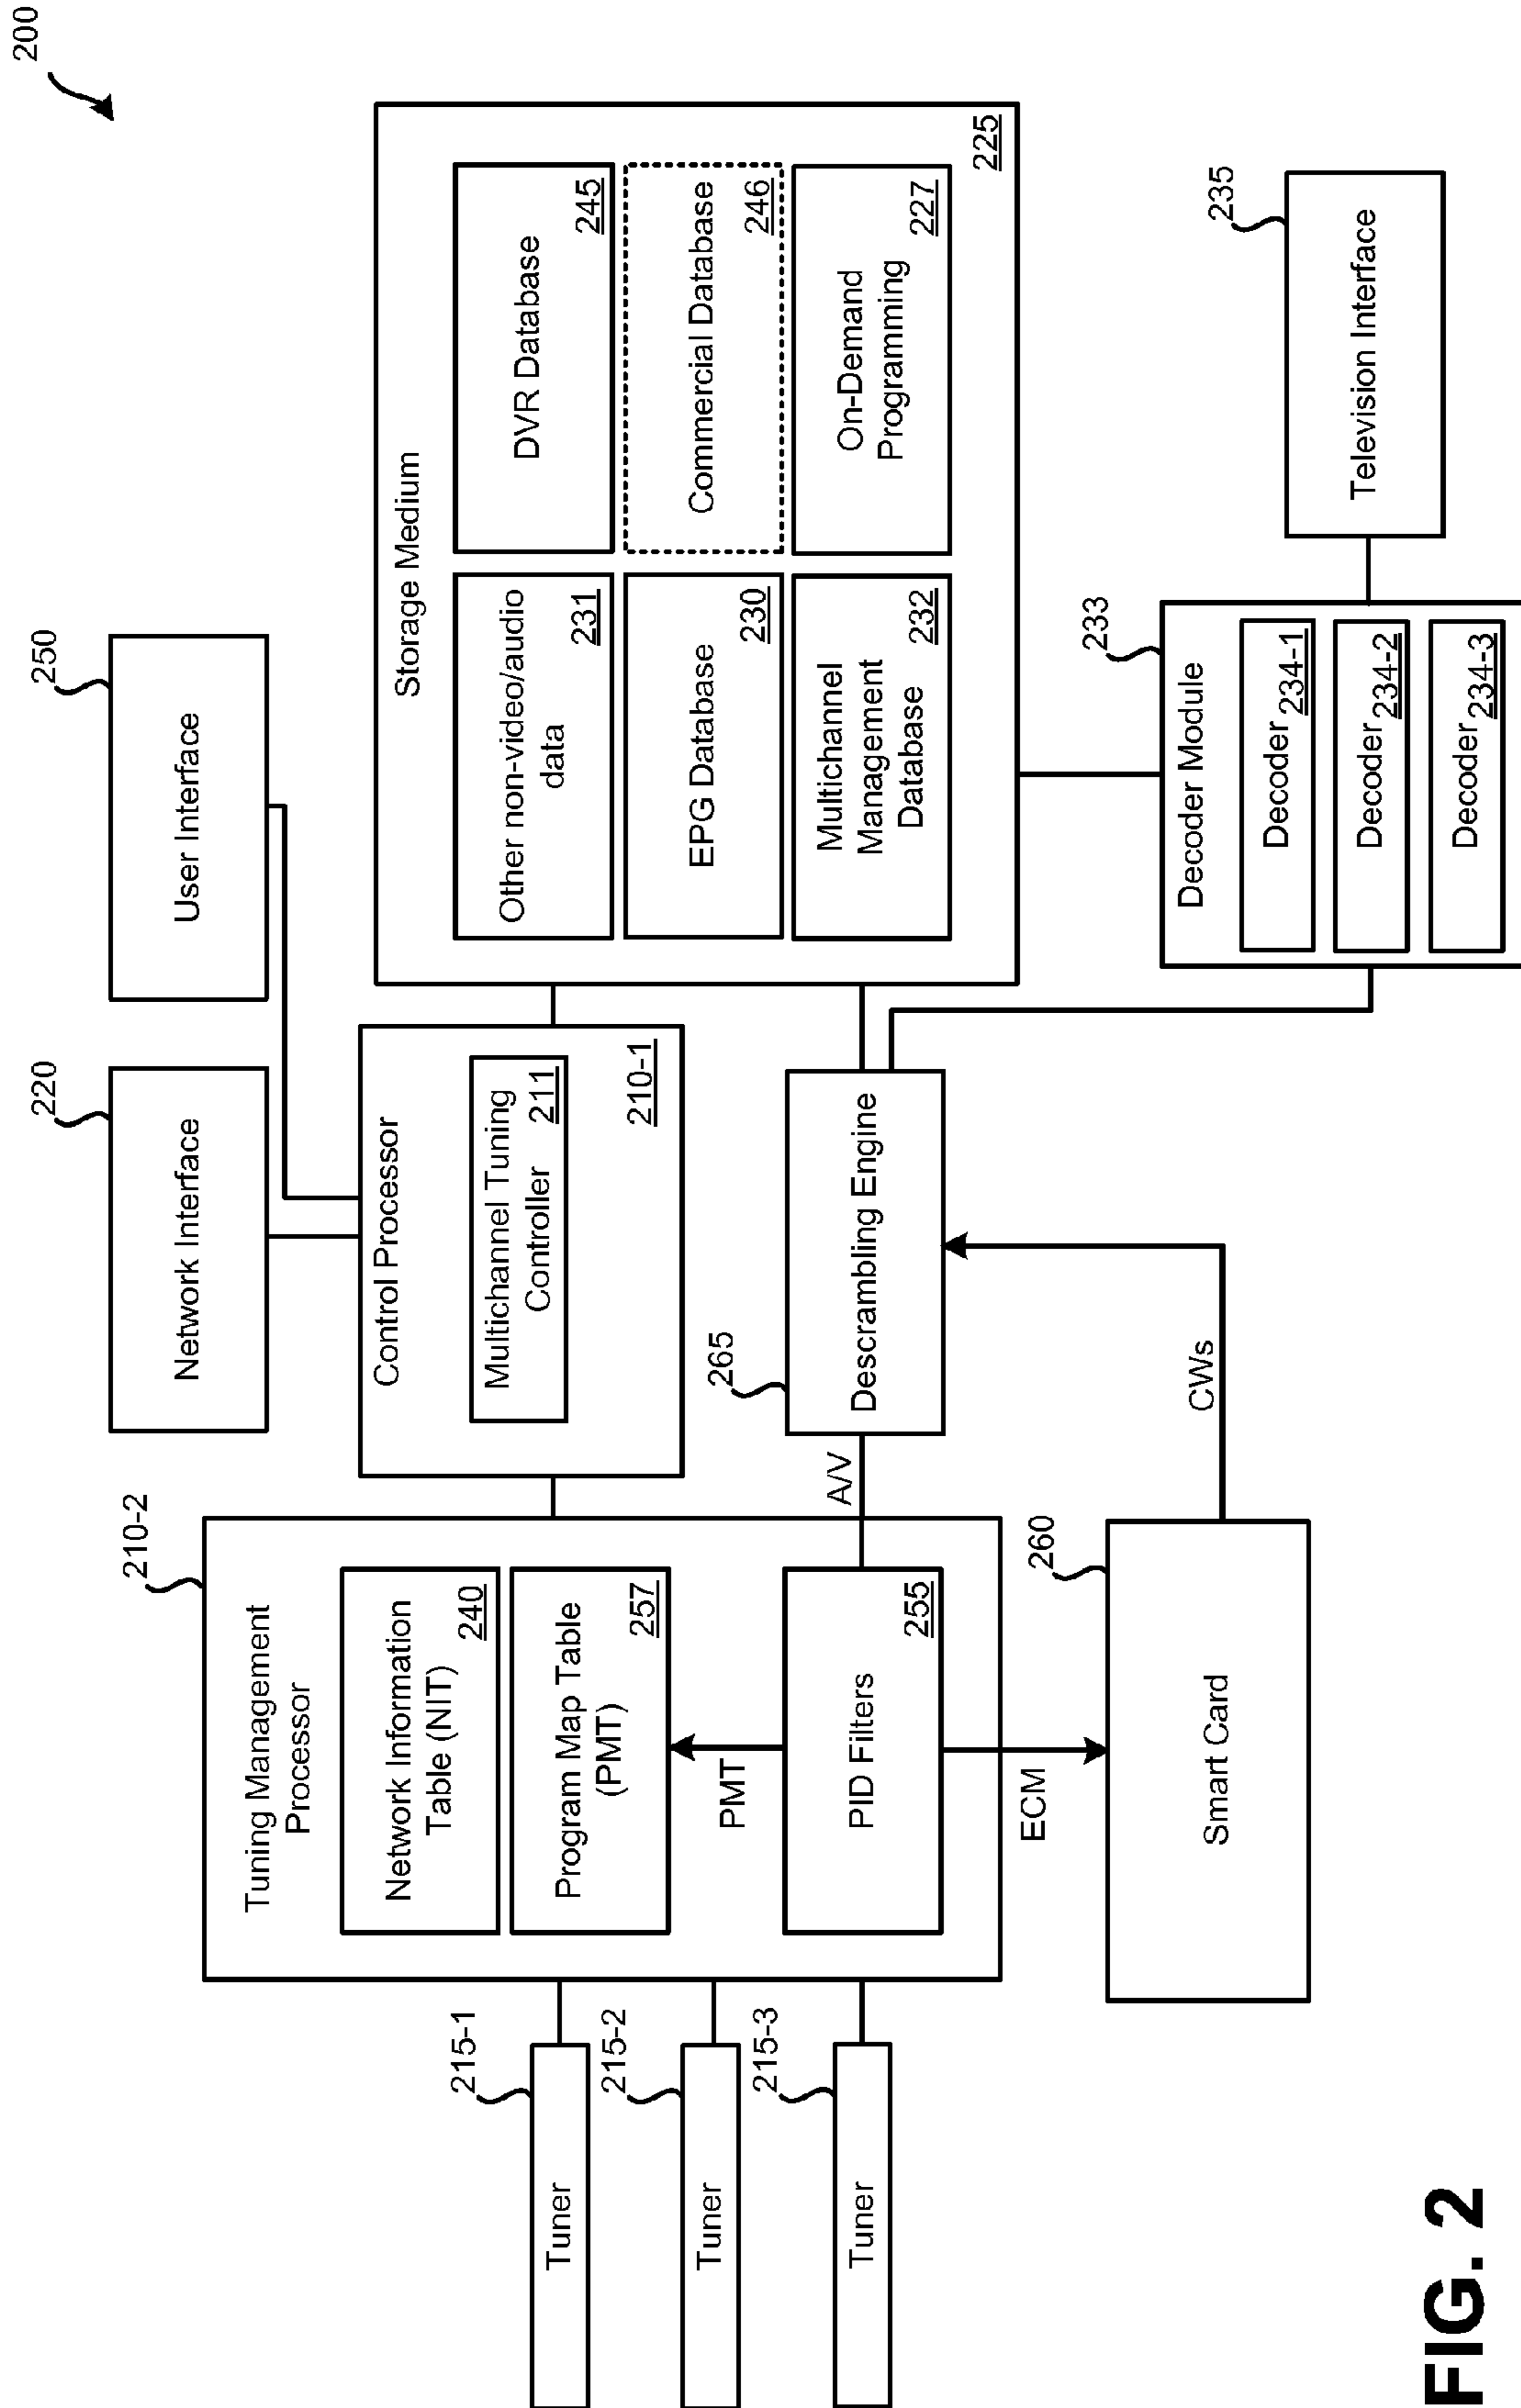 200
250
User Interface
220
Network Interface
210-2
Tuning Management
Processor
Network Information
Table (NIT)
240
Program Map Table
(PMT)
257
PMT
PID Filters
255
ECM
A/V
215-1
Tuner
215-2
Tuner
215-3
Tuner
Control Processor
Multichannel Tuning
Controller
211
210-1
265
Descrambling Engine
CWs
260
Smart Card
Storage Medium
Other non-video/audio
data
231
DVR Database
245
EPG Database
230
Commercial Database
246
Multichannel
Management
Database
232
On-Demand
Programming
227
225
233
Decoder Module
Decoder
234-1
Decoder
234-2
Decoder
234-3
235
Television Interface
FIG. 2